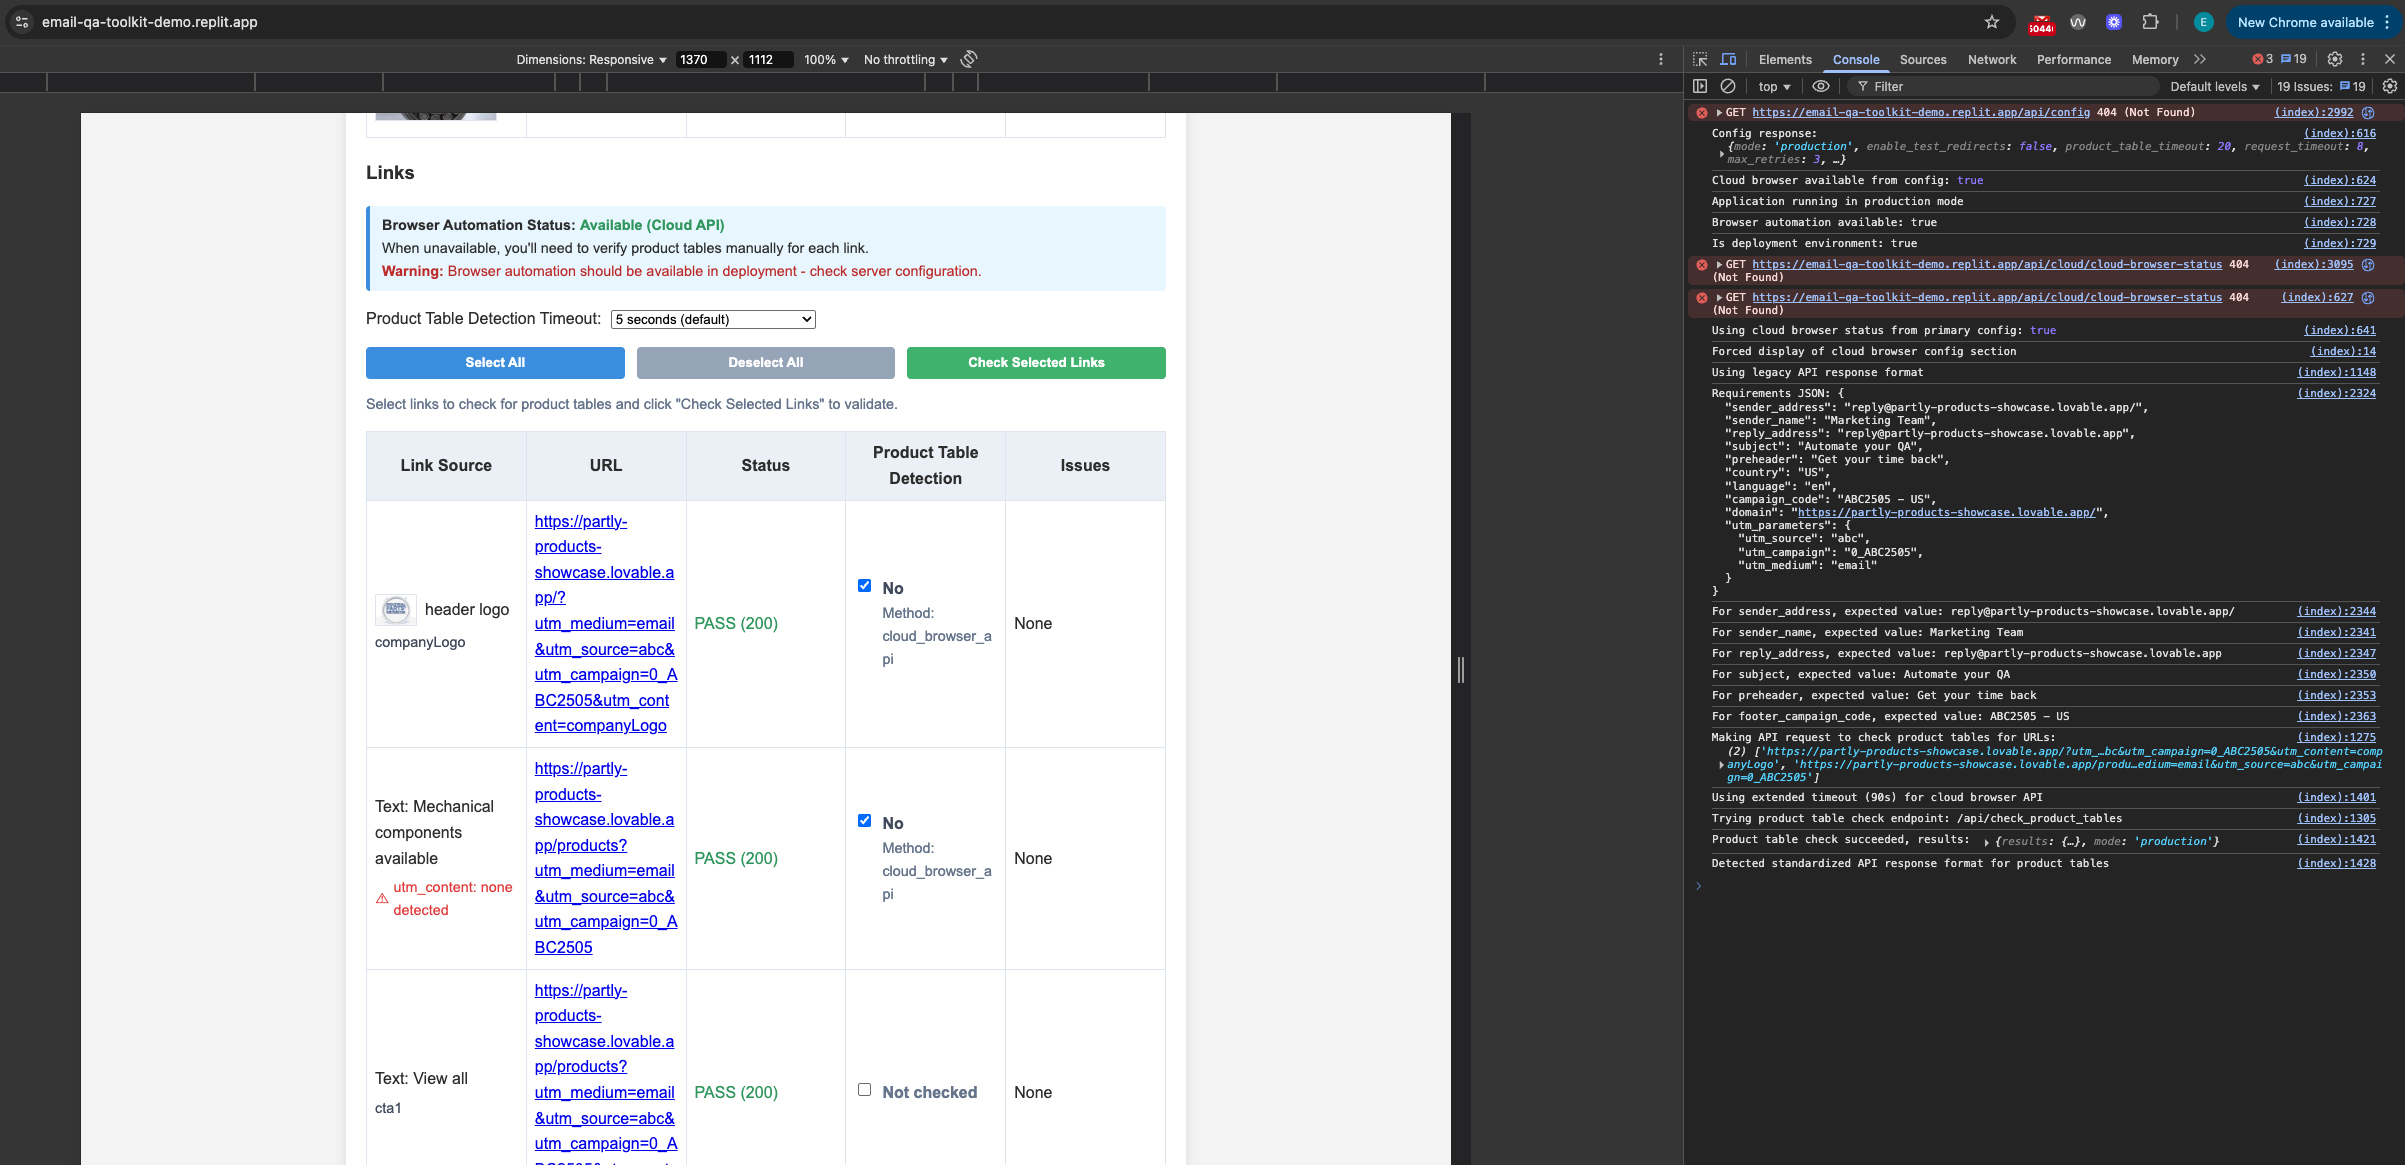 email-qa-toolkit-demo.replit.app
E
New Chrome available
Dimensions: Responsive
1370 x 1112
100%
No throttling
Links
Browser Automation Status: Available (Cloud API)
When unavailable, you'll need to verify product tables manually for each link.
Warning: Browser automation should be available in deployment - check server configuration.
Product Table Detection Timeout: 5 seconds (default)
Select All
Deselect All
Check Selected Links
Select links to check for product tables and click "Check Selected Links" to validate.
Link Source
URL
Status
Product Table
Detection
Issues
header logo
companyLogo
https://partly-
products-
showcase.lovable.a
pp/?
utm_medium=email
&utm_source=abc&
utm_campaign=0_A
BC2505&utm_cont
ent=companyLogo
PASS (200)
No
Method:
cloud_browser_a
pi
None
Text: Mechanical
components
available
utm_content: none
detected
https://partly-
products-
showcase.lovable.a
pp/products?
utm_medium=email
&utm_source=abc&
utm_campaign=0_A
BC2505
PASS (200)
No
Method:
cloud_browser_a
pi
None
Text: View all
cta1
https://partly-
products-
showcase.lovable.a
pp/products?
utm_medium=email
&utm_source=abc&
utm_campaign=0_A
PASS (200)
Not checked
None
Elements Console Sources Network Performance Memory
3 19
top
Filter
Default levels
19 Issues: 19
GET https://email-qa-toolkit-demo.replit.app/api/config 404 (Not Found) (index):2992
Config response: (index):616
{mode: 'production', enable_test_redirects: false, product_table_timeout: 20, request_timeout: 8,
max_retries: 3, …}
Cloud browser available from config: true (index):624
Application running in production mode (index):727
Browser automation available: true (index):728
Is deployment environment: true (index):729
GET https://email-qa-toolkit-demo.replit.app/api/cloud/cloud-browser-status 404 (index):3095
(Not Found)
GET https://email-qa-toolkit-demo.replit.app/api/cloud/cloud-browser-status 404 (index):627
(Not Found)
Using cloud browser status from primary config: true (index):641
Forced display of cloud browser config section (index):14
Using legacy API response format (index):1148
Requirements JSON: { (index):2324
"sender_address": "reply@partly-products-showcase.lovable.app/",
"sender_name": "Marketing Team",
"reply_address": "reply@partly-products-showcase.lovable.app",
"subject": "Automate your QA",
"preheader": "Get your time back",
"country": "US",
"language": "en",
"campaign_code": "ABC2505 - US",
"domain": "https://partly-products-showcase.lovable.app/",
"utm_parameters": {
"utm_source": "abc",
"utm_campaign": "0_ABC2505",
"utm_medium": "email"
}
}
For sender_address, expected value: reply@partly-products-showcase.lovable.app/ (index):2344
For sender_name, expected value: Marketing Team (index):2341
For reply_address, expected value: reply@partly-products-showcase.lovable.app (index):2347
For subject, expected value: Automate your QA (index):2350
For preheader, expected value: Get your time back (index):2353
For footer_campaign_code, expected value: ABC2505 - US (index):2363
Making API request to check product tables for URLs: (index):1275
(2) ['https://partly-products-showcase.lovable.app/?utm_…bc&utm_campaign=0_ABC2505&utm_content=comp
anyLogo', 'https://partly-products-showcase.lovable.app/produ…edium=email&utm_source=abc&utm_campai
gn=0_ABC2505']
Using extended timeout (90s) for cloud browser API (index):1401
Trying product table check endpoint: /api/check_product_tables (index):1305
Product table check succeeded, results: {results: {…}, mode: 'production'} (index):1421
Detected standardized API response format for product tables (index):1428